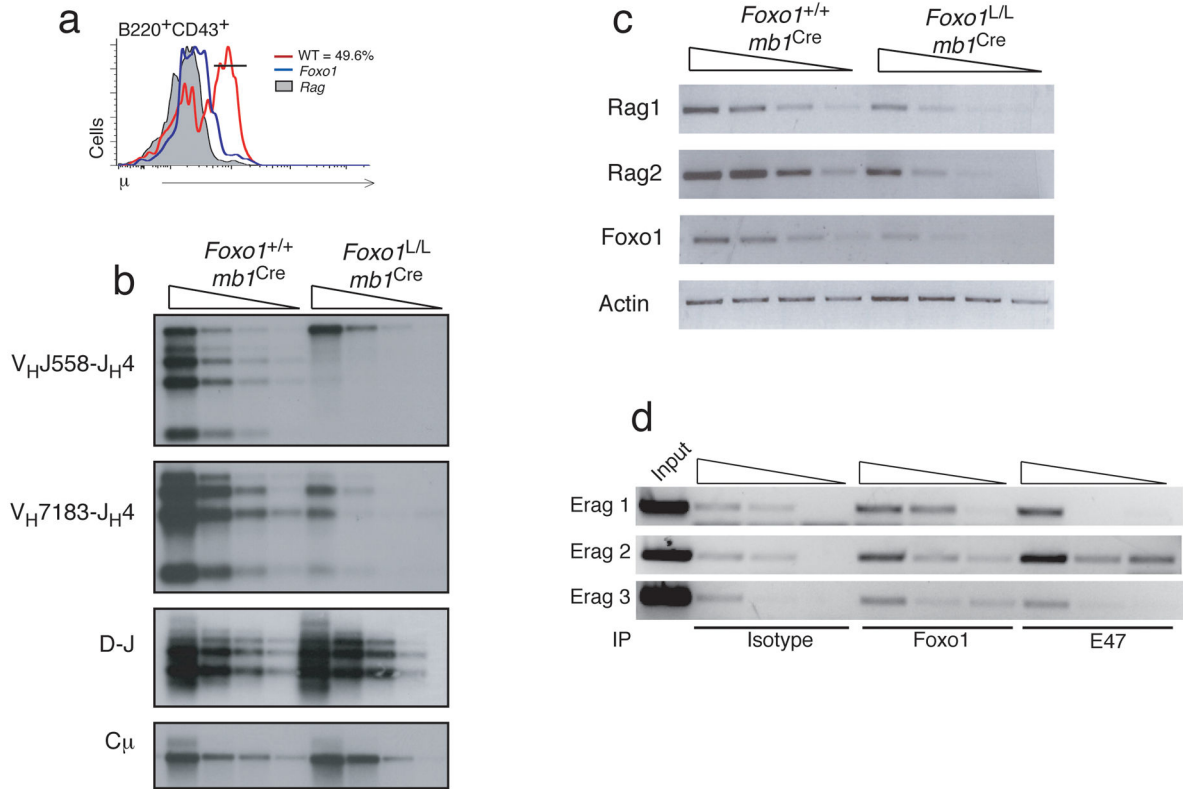 a
B220+CD43+
WT = 49.6%
Foxo1
Rag
Cells
μ
b
Foxo1+/+
mb1Cre
Foxo1L/L
mb1Cre
VHJ558-JH4
VH7183-JH4
D-J
Cμ
c
Foxo1+/+
mb1Cre
Foxo1L/L
mb1Cre
Rag1
Rag2
Foxo1
Actin
d
Input
Erag 1
Erag 2
Erag 3
IP
Isotype
Foxo1
E47